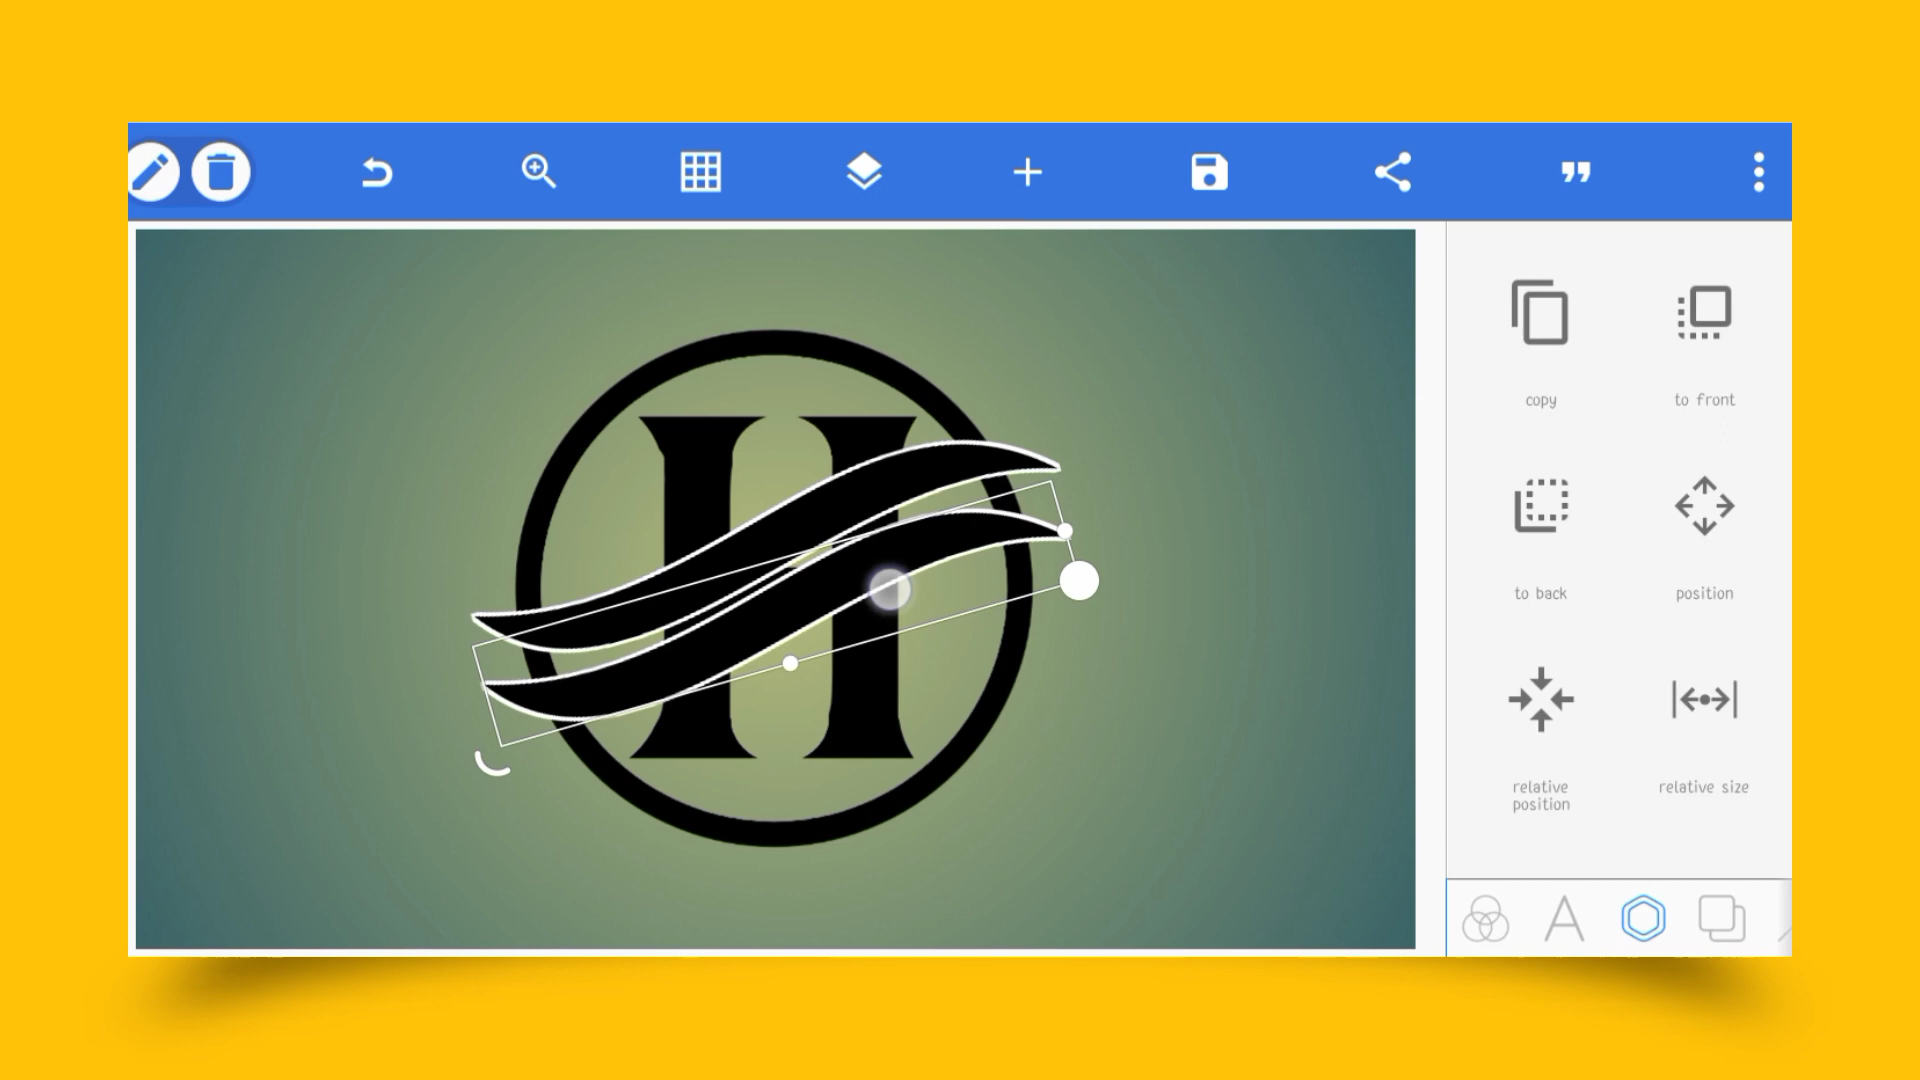 H
copy
to front
to back
position
relative
position
relative size
A